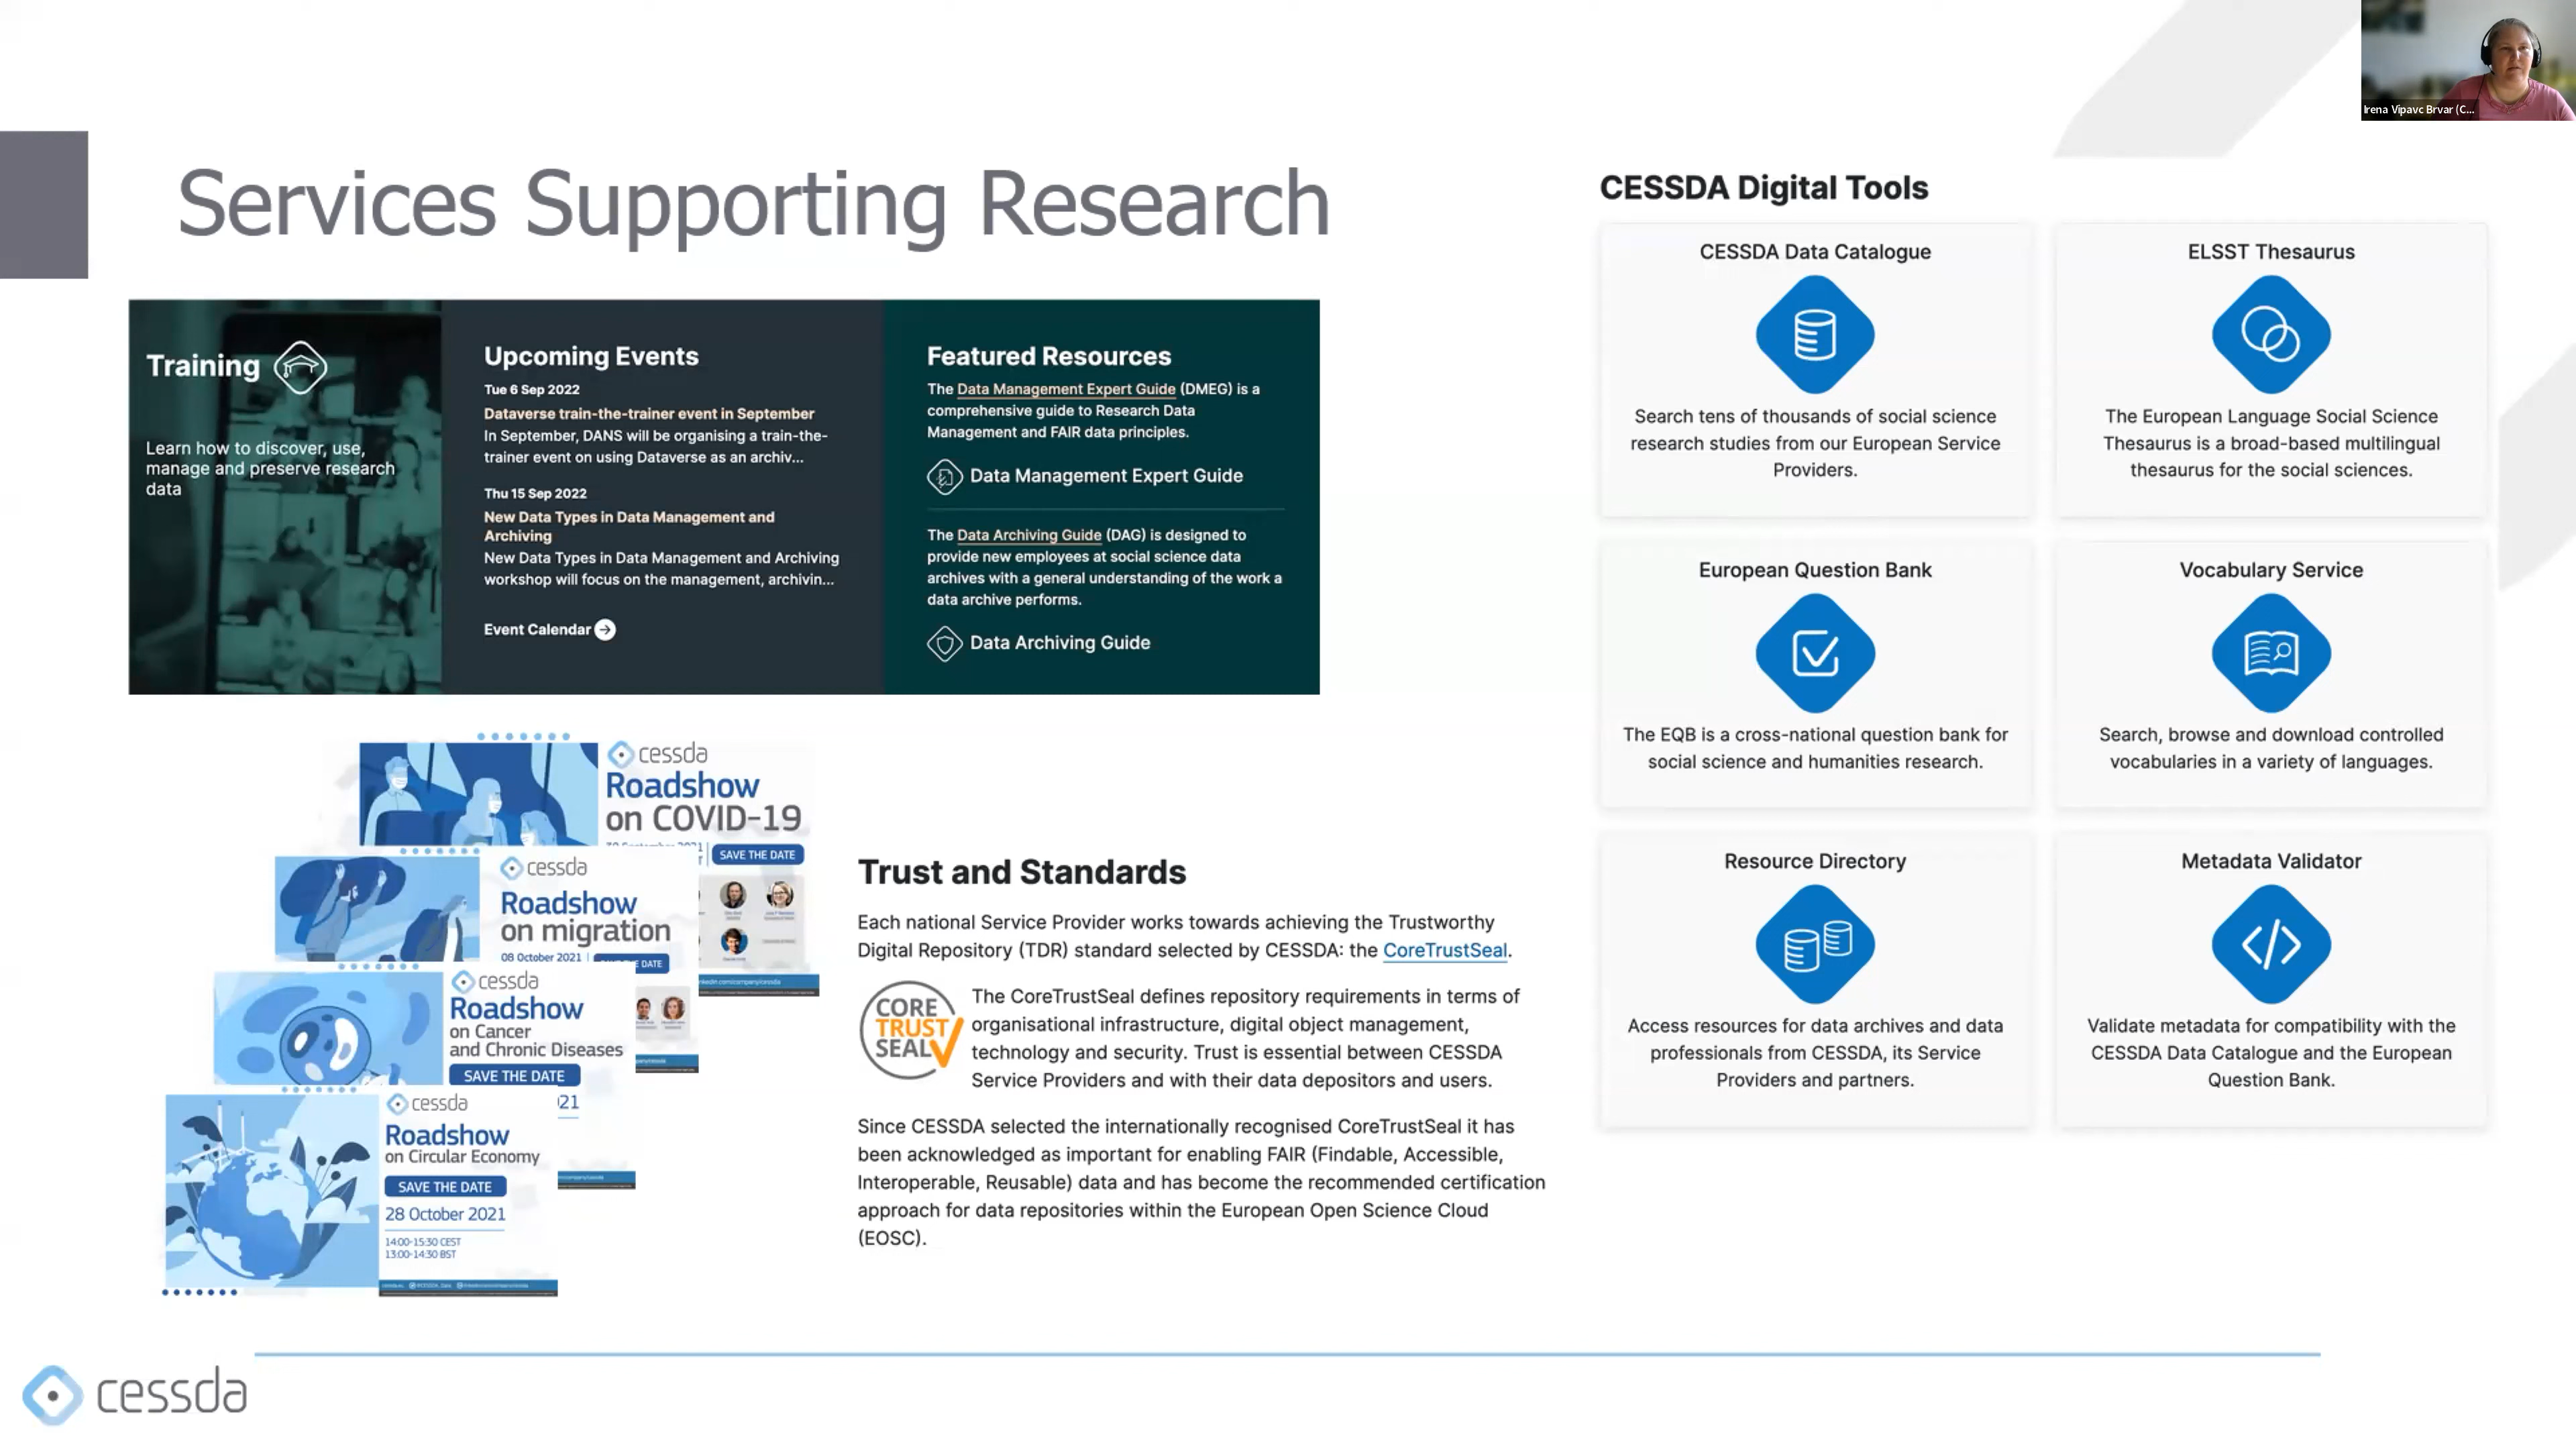 Irena Vipavc Brvar (C...
Services Supporting Research
Training
Learn how to discover, use,
manage and preserve research
data
Upcoming Events
Tue 6 Sep 2022
Dataverse train-the-trainer event in September
In September, DANS will be organising a train-the-
trainer event on using Dataverse as an archiv...
Thu 15 Sep 2022
New Data Types in Data Management and
Archiving
New Data Types in Data Management and Archiving
workshop will focus on the management, archivin...
Event Calendar
Featured Resources
The Data Management Expert Guide (DMEG) is a
comprehensive guide to Research Data
Management and FAIR data principles.
Data Management Expert Guide
The Data Archiving Guide (DAG) is designed to
provide new employees at social science data
archives with a general understanding of the work a
data archive performs.
Data Archiving Guide
cessda
Roadshow
on COVID-19
SAVE THE DATE
cessda
Roadshow
on migration
08 October 2021
DATE
cessda
Roadshow
on Cancer
and Chronic Diseases
SAVE THE DATE
21
cessda
Roadshow
on Circular Economy
SAVE THE DATE
28 October 2021
14:00-15:30 CEST
13:00-14:30 BST
Trust and Standards
Each national Service Provider works towards achieving the Trustworthy
Digital Repository (TDR) standard selected by CESSDA: the CoreTrustSeal.
CORE
TRUST
SEAL
The CoreTrustSeal defines repository requirements in terms of
organisational infrastructure, digital object management,
technology and security. Trust is essential between CESSDA
Service Providers and with their data depositors and users.
Since CESSDA selected the internationally recognised CoreTrustSeal it has
been acknowledged as important for enabling FAIR (Findable, Accessible,
Interoperable, Reusable) data and has become the recommended certification
approach for data repositories within the European Open Science Cloud
(EOSC).
CESSDA Digital Tools
CESSDA Data Catalogue
Search tens of thousands of social science
research studies from our European Service
Providers.
ELSST Thesaurus
The European Language Social Science
Thesaurus is a broad-based multilingual
thesaurus for the social sciences.
European Question Bank
The EQB is a cross-national question bank for
social science and humanities research.
Vocabulary Service
Search, browse and download controlled
vocabularies in a variety of languages.
Resource Directory
Access resources for data archives and data
professionals from CESSDA, its Service
Providers and partners.
Metadata Validator
Validate metadata for compatibility with the
CESSDA Data Catalogue and the European
Question Bank.
cessda